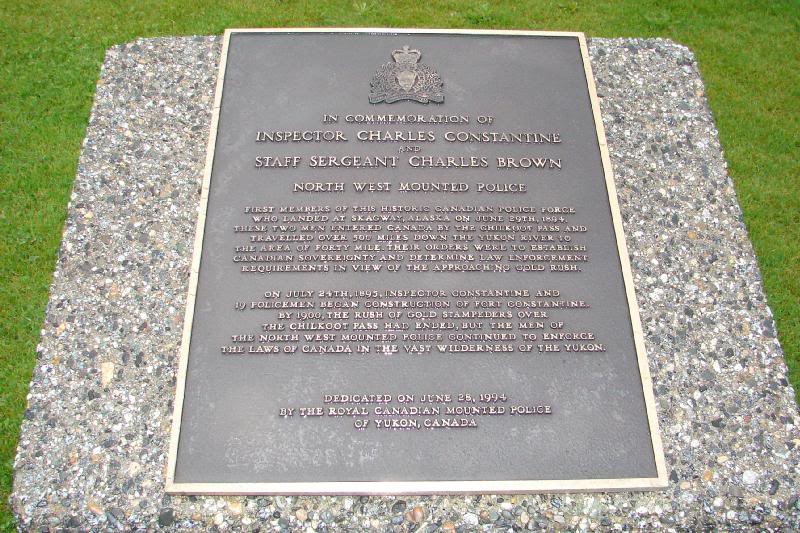 IN COMMEMORATION OF
INSPECTOR CHARLES CONSTANTINE
AND
STAFF SERGEANT CHARLES BROWN
NORTH WEST MOUNTED POLICE
FIRST MEMBERS OF THIS HISTORIC CANADIAN POLICE FORCE
WHO LANDED AT SKAGWAY, ALASKA ON JUNE 29TH, 1894.
THESE TWO MEN ENTERED CANADA BY THE CHILKOOT PASS AND
TRAVELLED OVER 500 MILES DOWN THE YUKON RIVER TO
THE AREA OF FORTY MILE. THEIR ORDERS WERE TO ESTABLISH
CANADIAN SOVEREIGNTY AND DETERMINE LAW ENFORCEMENT
REQUIREMENTS IN VIEW OF THE APPROACHING GOLD RUSH.
ON JULY 24TH, 1895, INSPECTOR CONSTANTINE AND
19 POLICEMEN BEGAN CONSTRUCTION OF FORT CONSTANTINE.
BY 1900, THE RUSH OF GOLD STAMPEDERS OVER
THE CHILKOOT PASS HAD ENDED, BUT THE MEN OF
THE NORTH WEST MOUNTED POLICE CONTINUED TO ENFORCE
THE LAWS OF CANADA IN THE VAST WILDERNESS OF THE YUKON.
DEDICATED ON JUNE 28, 1994
BY THE ROYAL CANADIAN MOUNTED POLICE
OF YUKON, CANADA